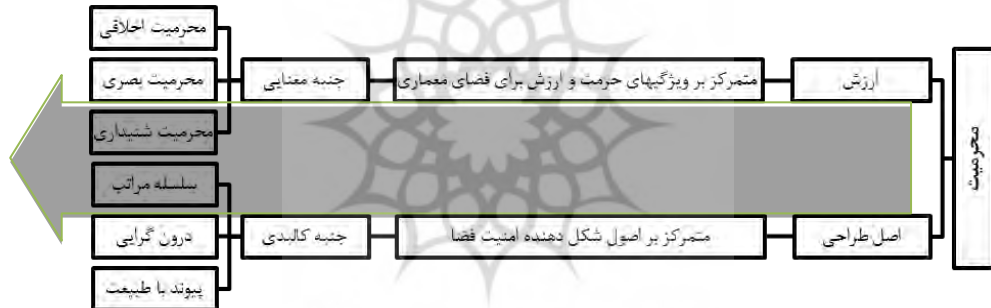 محرمیت
ارزش
متمرکز بر ویژگیهای حرمت و ارزش برای فضای معماری
جنبه معنایی
محرمیت اخلاقی
محرمیت بصری
محرمیت شنیداری
اصل طراحی
متمرکز بر اصول شکل دهنده امنیت فضا
جنبه کالبدی
سلسله مراتب
درون گرایی
پیوند با طبیعت